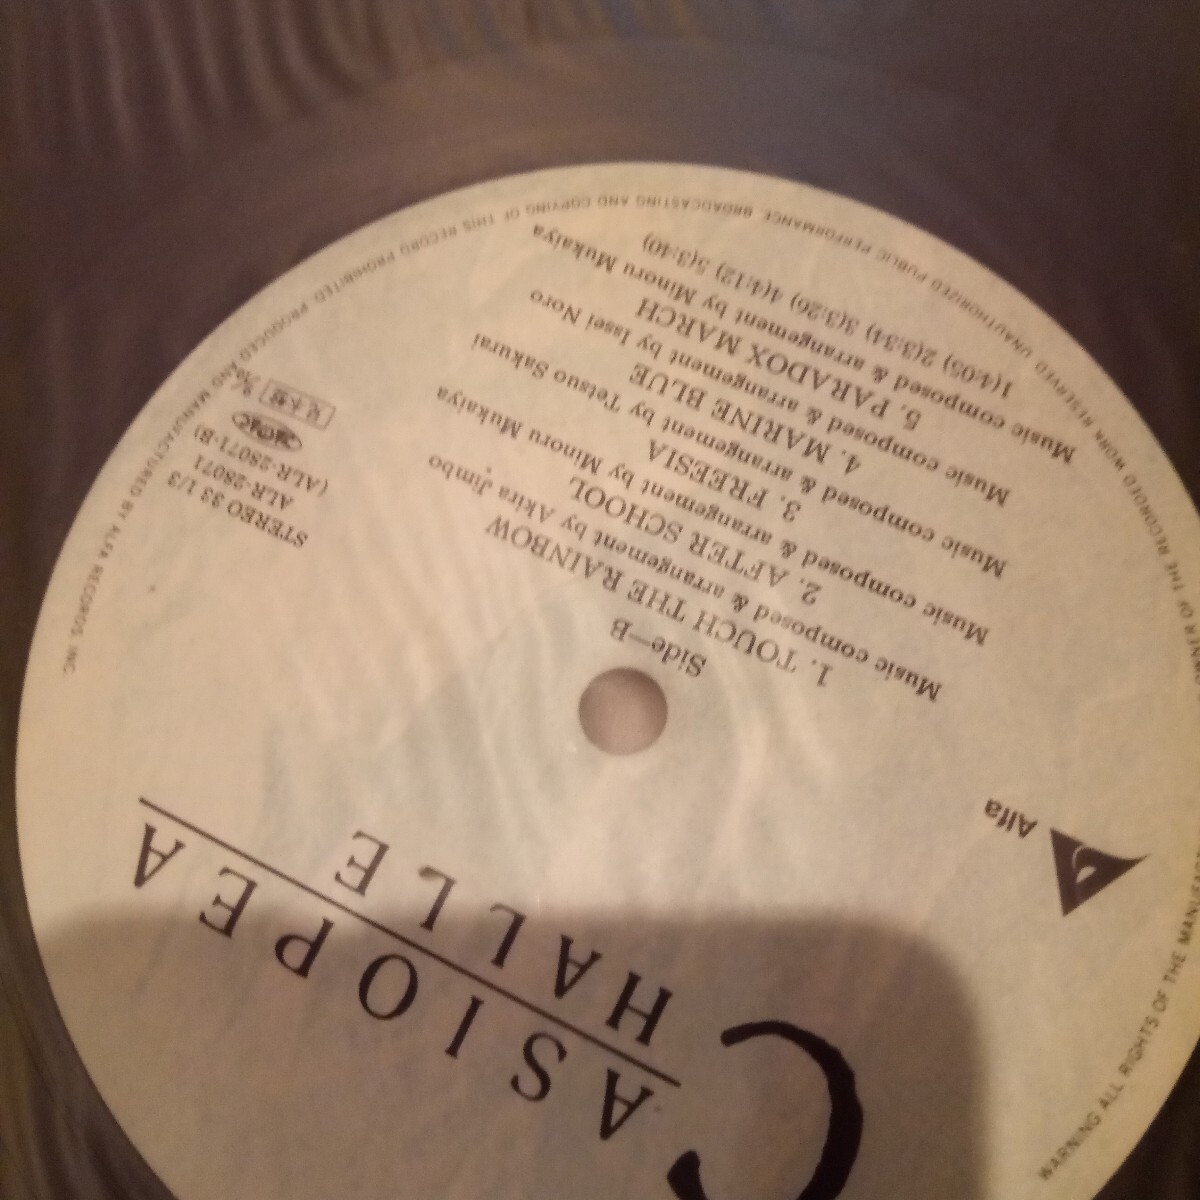 CASIOPEA
HALLE
Alfa
Side—B
1. TOUCH THE RAINBOW
Music composed & arrangement by Akira Jimbo
2. AFTER SCHOOL
Music composed & arrangement by Minoru Mukaiya
3. FREESIA
Music composed & arrangement by Tetsuo Sakurai
4. MARINE BLUE
Music composed & arrangement by Issei Noro
5. PARADOX MARCH
Music composed & arrangement by Minoru Mukaiya
1(4:05) 2(3:34) 3(3:26) 4(4:12) 5(3:40)
STEREO 33 1/3
ALR-28071
(ALR-28071-B)
見本盤
WARNING ALL RIGHTS OF THE MANUFACTURER AND OF THE OWNER OF THE RECORDED WORK RESERVED UNAUTHORIZED PUBLIC PERFORMANCE, BROADCASTING AND COPYING OF THIS RECORD PROHIBITED. PRODUCED AND MANUFACTURED BY ALFA RECORDS, INC.